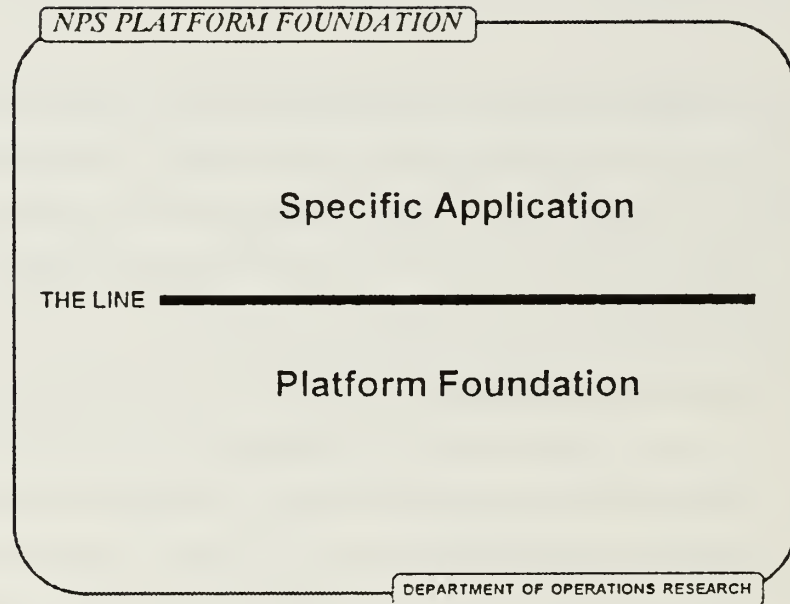 NPS PLATFORM FOUNDATION
Specific Application
THE LINE
Platform Foundation
DEPARTMENT OF OPERATIONS RESEARCH